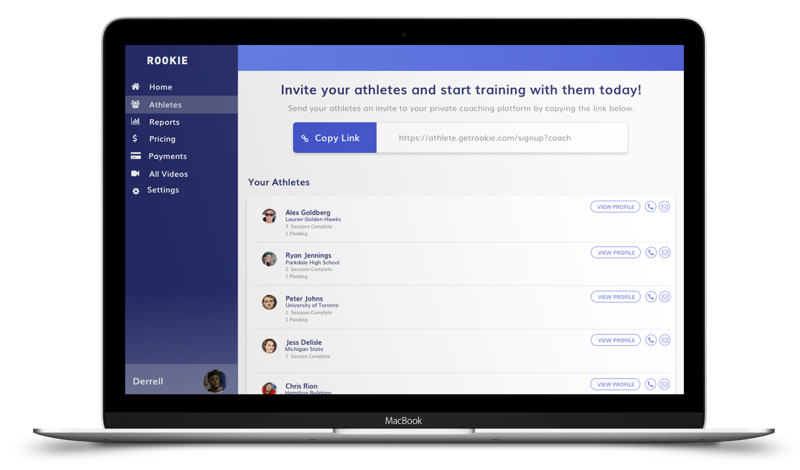 ROOKIE
Home
Athletes
Reports
Pricing
Payments
All Videos
Settings
Derrell
Invite your athletes and start training with them today!
Send your athletes an invite to your private coaching platform by copying the link below.
Copy Link
https://athlete.getrookie.com/signup?coach
Your Athletes
Alex Goldberg
Laurier Golden Hawks
3 Sessions Complete
1 Pending
VIEW PROFILE
Ryan Jennings
Parkdale High School
2 Sessions Complete
1 Pending
VIEW PROFILE
Peter Johns
University of Toronto
3 Sessions Complete
1 Pending
VIEW PROFILE
Jess Delisle
Michigan State
1 Session Complete
VIEW PROFILE
Chris Rion
Hamilton Bulldogs
VIEW PROFILE
MacBook